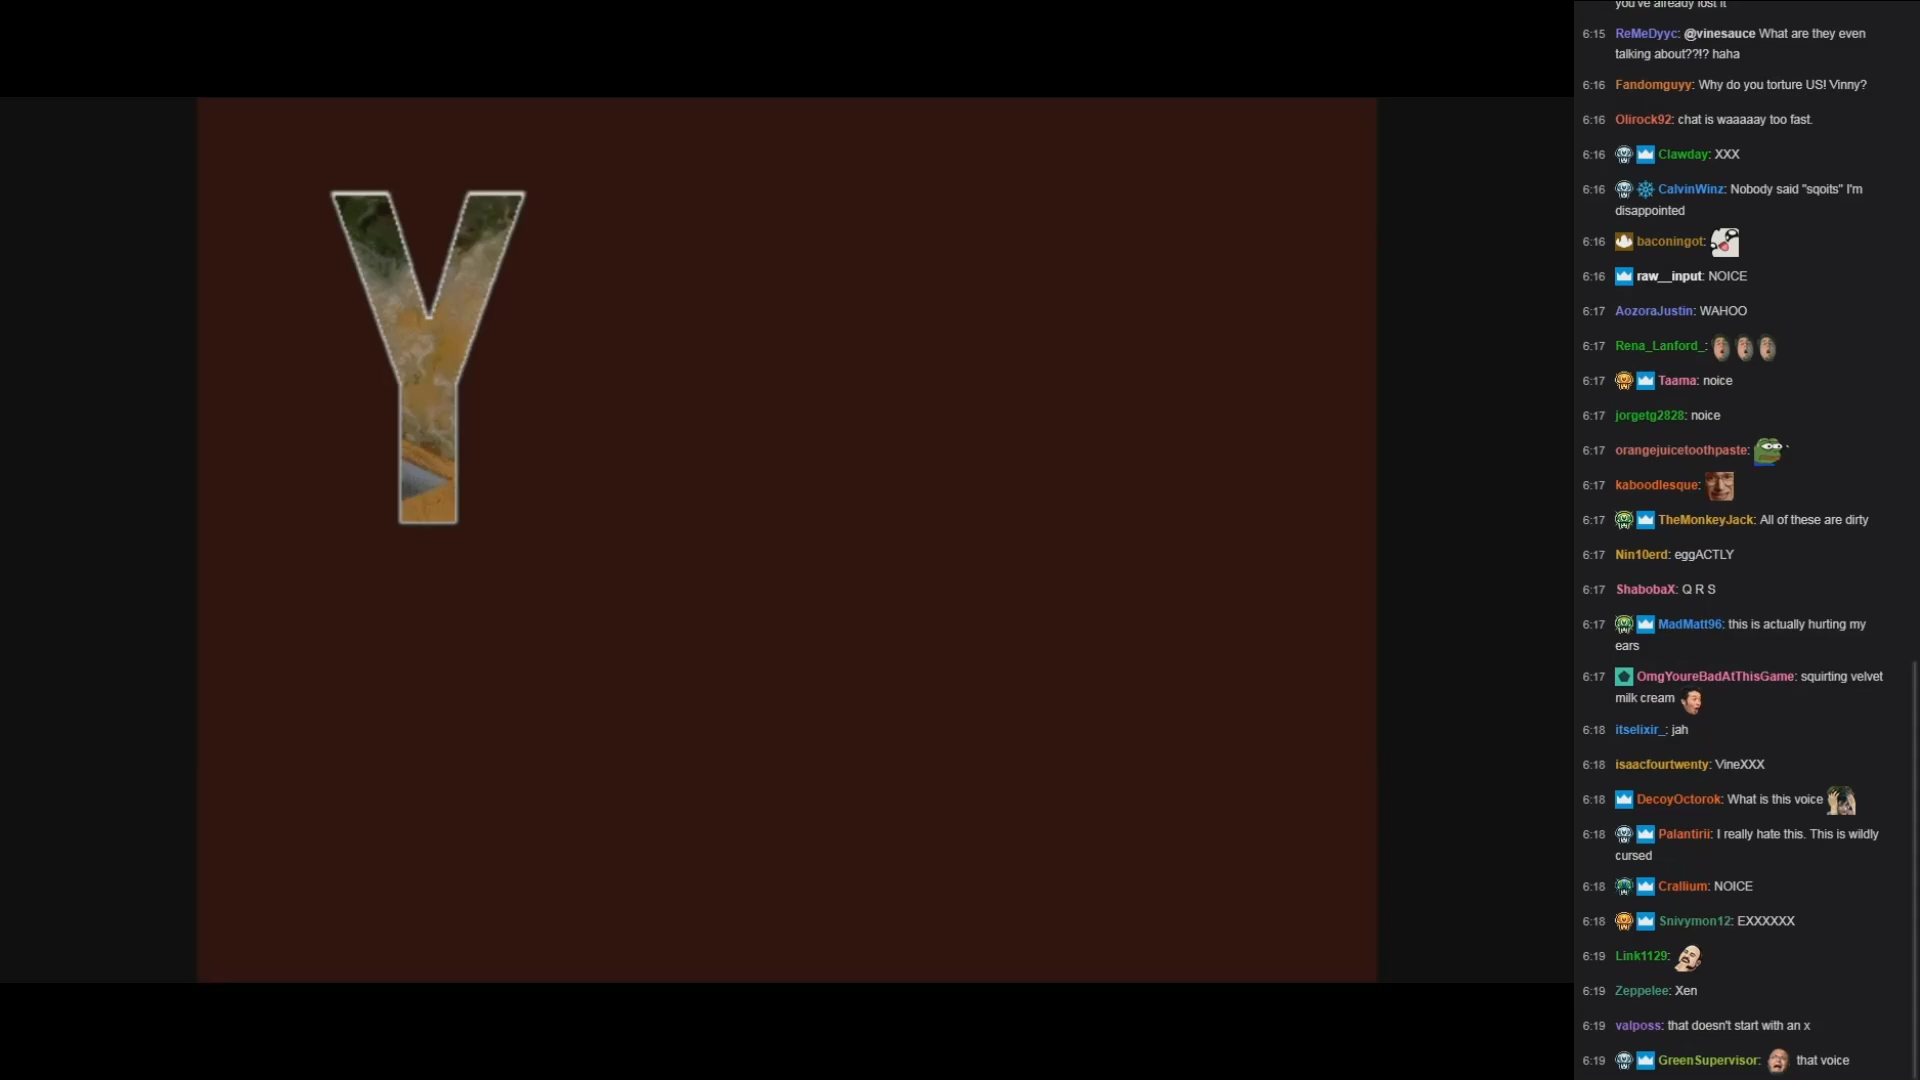 Y
you've already lost it
6:15 ReMeDyyc: @vinesauce What are they even
talking about??!? haha
6:16 Fandomguyy: Why do you torture US! Vinny?
6:16 Olirock92: chat is waaaaay too fast.
6:16 Clawday: XXX
6:16 CalvinWinz: Nobody said "sqoits" I'm
disappointed
6:16 baconingot:
6:16 raw__input: NOICE
6:17 AozoraJustin: WAHOO
6:17 Rena_Lanford_:
6:17 Taama: noice
6:17 jorgetg2828: noice
6:17 orangejuicetoothpaste:
6:17 kaboodlesque:
6:17 TheMonkeyJack: All of these are dirty
6:17 Nin10erd: eggACTLY
6:17 ShabobaX: Q R S
6:17 MadMatt96: this is actually hurting my
ears
6:17 OmgYoureBadAtThisGame: squirting velvet
milk cream
6:18 itselixir_: jah
6:18 isaacfourtwenty: VineXXX
6:18 DecoyOctorok: What is this voice
6:18 Palantirii: I really hate this. This is wildly
cursed
6:18 Crallium: NOICE
6:18 Snivymon12: EXXXXXX
6:19 Link1129:
6:19 Zeppelee: Xen
6:19 valposs: that doesn't start with an x
6:19 GreenSupervisor: that voice